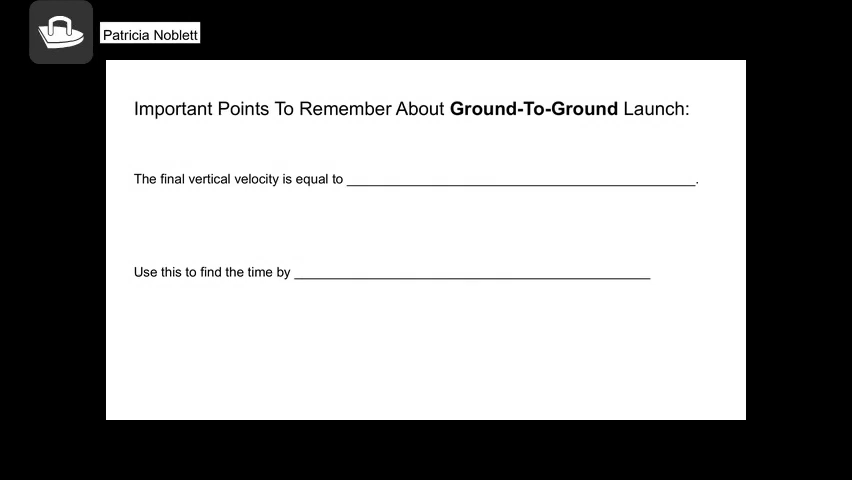 Patricia Noblett
Important Points To Remember About Ground-To-Ground Launch:
The final vertical velocity is equal to ________________________________________________.
Use this to find the time by _________________________________________________